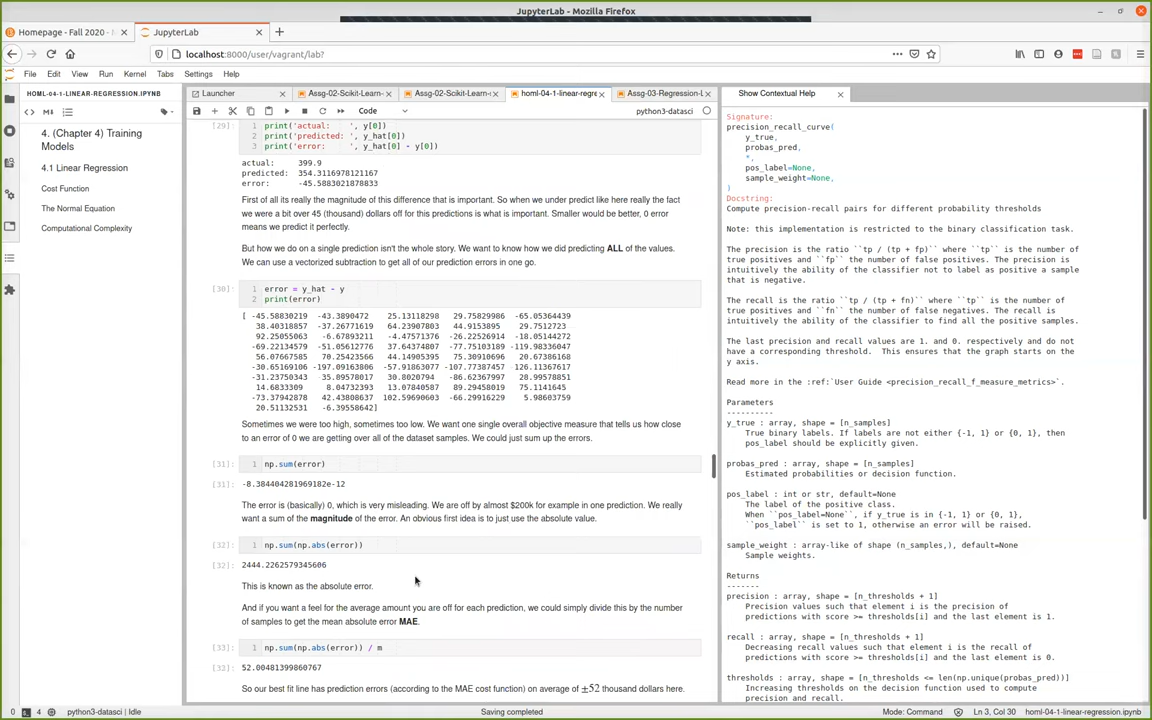 JupyterLab - Mozilla Firefox
Homepage - Fall 2020 -
JupyterLab
localhost:8000/user/vagrant/lab?
File Edit View Run Kernel Tabs Settings Help
HOML-04-1-LINEAR-REGRESSION.IPYNB
4. (Chapter 4) Training
Models
4.1 Linear Regression
Cost Function
The Normal Equation
Computational Complexity
Launcher
Assg-02-Scikit-Learn-
Assg-02-Scikit-Learn-
homl-04-1-linear-regre:
Assg-03-Regression-L
Code
python3-datasci
[29]:
1 print('actual:    ', y[0])
2 print('predicted: ', y_hat[0])
3 print('error:     ', y_hat[0] - y[0])
actual: 399.9
predicted: 354.3116978121167
error: -45.5883021878833
First of all its really the magnitude of this difference that is important. So when we under predict like here really the fact
we were a bit over 45 (thousand) dollars off for this predictions is what is important. Smaller would be better, 0 error
means we predict it perfectly.
But how we do on a single prediction isn't the whole story. We want to know how we did predicting ALL of the values.
We can use a vectorized subtraction to get all of our prediction errors in one go.
[30]:
1 error = y_hat - y
2 print(error)
[ -45.58830219 -43.3890472 25.13118298 29.75829986 -65.05364439
38.40318857 -37.26771619 64.23907803 44.9153895 29.7512723
92.25055063 -6.67893211 -4.47571376 -26.22526914 -18.05144272
-69.22134579 -51.05612776 37.64374807 -77.75103189 -119.98336047
56.07667585 70.25423566 44.14905395 75.30910696 20.67386168
-30.65169106 -197.09163806 -57.91863077 -107.77387457 126.11367617
-31.23750343 35.89578017 30.8020794 -86.62367997 28.99578851
14.6833309 8.04732393 13.07840587 89.29458019 75.1144645
-73.37942878 42.43808637 102.59690603 -66.29916229 5.98603759
20.51132531 -6.39558642]
Sometimes we were too high, sometimes too low. We want one single overall objective measure that tells us how close
to an error of 0 we are getting over all of the dataset samples. We could just sum up the errors.
[31]:
1 np.sum(error)
[31]: -8.384404281969182e-12
The error is (basically) 0, which is very misleading. We are off by almost $200k for example in one prediction. We really
want a sum of the magnitude of the error. An obvious first idea is to just use the absolute value.
[32]:
1 np.sum(np.abs(error))
[32]: 2444.2262579345606
This is known as the absolute error.
And if you want a feel for the average amount you are off for each prediction, we could simply divide this by the number
of samples to get the mean absolute error MAE.
[33]:
1 np.sum(np.abs(error)) / m
[32]: 52.00481399860767
So our best fit line has prediction errors (according to the MAE cost function) on average of ±52 thousand dollars here.
Show Contextual Help
Signature:
precision_recall_curve(
y_true,
probas_pred,
*,
pos_label=None,
sample_weight=None,
)
Docstring:
Compute precision-recall pairs for different probability thresholds
Note: this implementation is restricted to the binary classification task.
The precision is the ratio ``tp / (tp + fp)`` where ``tp`` is the number of
true positives and ``fp`` the number of false positives. The precision is
intuitively the ability of the classifier not to label as positive a sample
that is negative.
The recall is the ratio ``tp / (tp + fn)`` where ``tp`` is the number of
true positives and ``fn`` the number of false negatives. The recall is
intuitively the ability of the classifier to find all the positive samples.
The last precision and recall values are 1. and 0. respectively and do not
have a corresponding threshold. This ensures that the graph starts on the
y axis.
Read more in the :ref:`User Guide <precision_recall_f_measure_metrics>`.
Parameters
----------
y_true : array, shape = [n_samples]
True binary labels. If labels are not either {-1, 1} or {0, 1}, then
pos_label should be explicitly given.
probas_pred : array, shape = [n_samples]
Estimated probabilities or decision function.
pos_label : int or str, default=None
The label of the positive class.
When ``pos_label=None``, if y_true is in {-1, 1} or {0, 1},
``pos_label`` is set to 1, otherwise an error will be raised.
sample_weight : array-like of shape (n_samples,), default=None
Sample weights.
Returns
-------
precision : array, shape = [n_thresholds + 1]
Precision values such that element i is the precision of
predictions with score >= thresholds[i] and the last element is 1.
recall : array, shape = [n_thresholds + 1]
Decreasing recall values such that element i is the recall of
predictions with score >= thresholds[i] and the last element is 0.
thresholds : array, shape = [n_thresholds <= len(np.unique(probas_pred))]
Increasing thresholds on the decision function used to compute
precision and recall.
0 4 python3-datasci | Idle
Saving completed
Mode: Command
Ln 3, Col 30
homl-04-1-linear-regression.ipynb